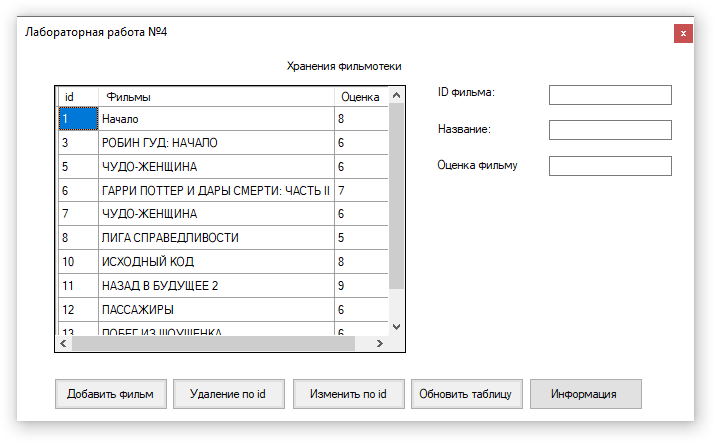 Лабораторная работа №4
x
Хранения фильмотеки
id Фильмы Оценка
1 Начало 8
3 РОБИН ГУД: НАЧАЛО 6
5 ЧУДО-ЖЕНЩИНА 6
6 ГАРРИ ПОТТЕР И ДАРЫ СМЕРТИ: ЧАСТЬ II 7
7 ЧУДО-ЖЕНЩИНА 6
8 ЛИГА СПРАВЕДЛИВОСТИ 5
10 ИСХОДНЫЙ КОД 8
11 НАЗАД В БУДУЩЕЕ 2 9
12 ПАССАЖИРЫ 6
13 ПОБЕГ ИЗ ШОУШЕНКА 6
ID фильма:
Название:
Оценка фильму
Добавить фильм
Удаление по id
Изменить по id
Обновить таблицу
Информация